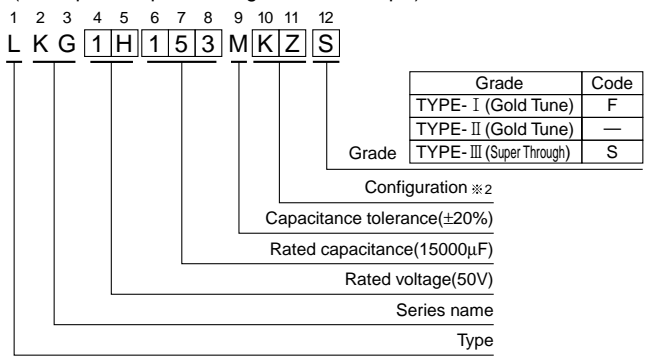 1 2 3 4 5 6 7 8 9 10 11 12
L K G 1 H 1 5 3 M K Z S
Grade Code
TYPE-Ⅰ (Gold Tune) F
TYPE-Ⅱ (Gold Tune) —
Grade TYPE-Ⅲ (Super Through) S
Configuration ※2
Capacitance tolerance(±20%)
Rated capacitance(15000µF)
Rated voltage(50V)
Series name
Type